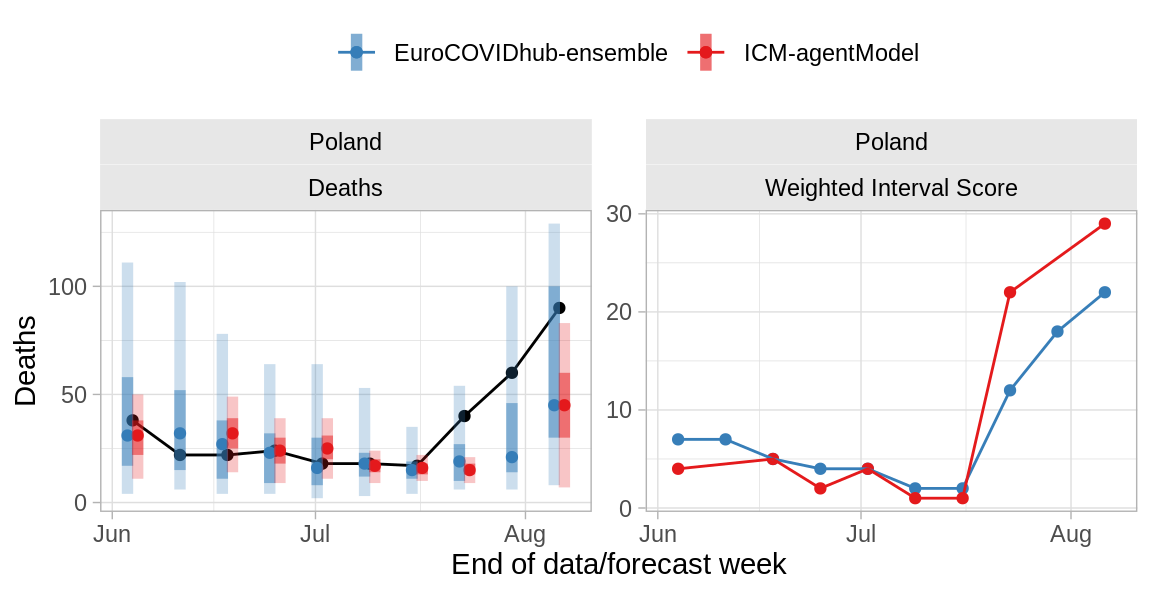 EuroCOVIDhub-ensemble ICM-agentModel
Poland
Deaths
Deaths
100
50
0
Jun Jul Aug
Poland
Weighted Interval Score
30
20
10
0
Jun Jul Aug
End of data/forecast week